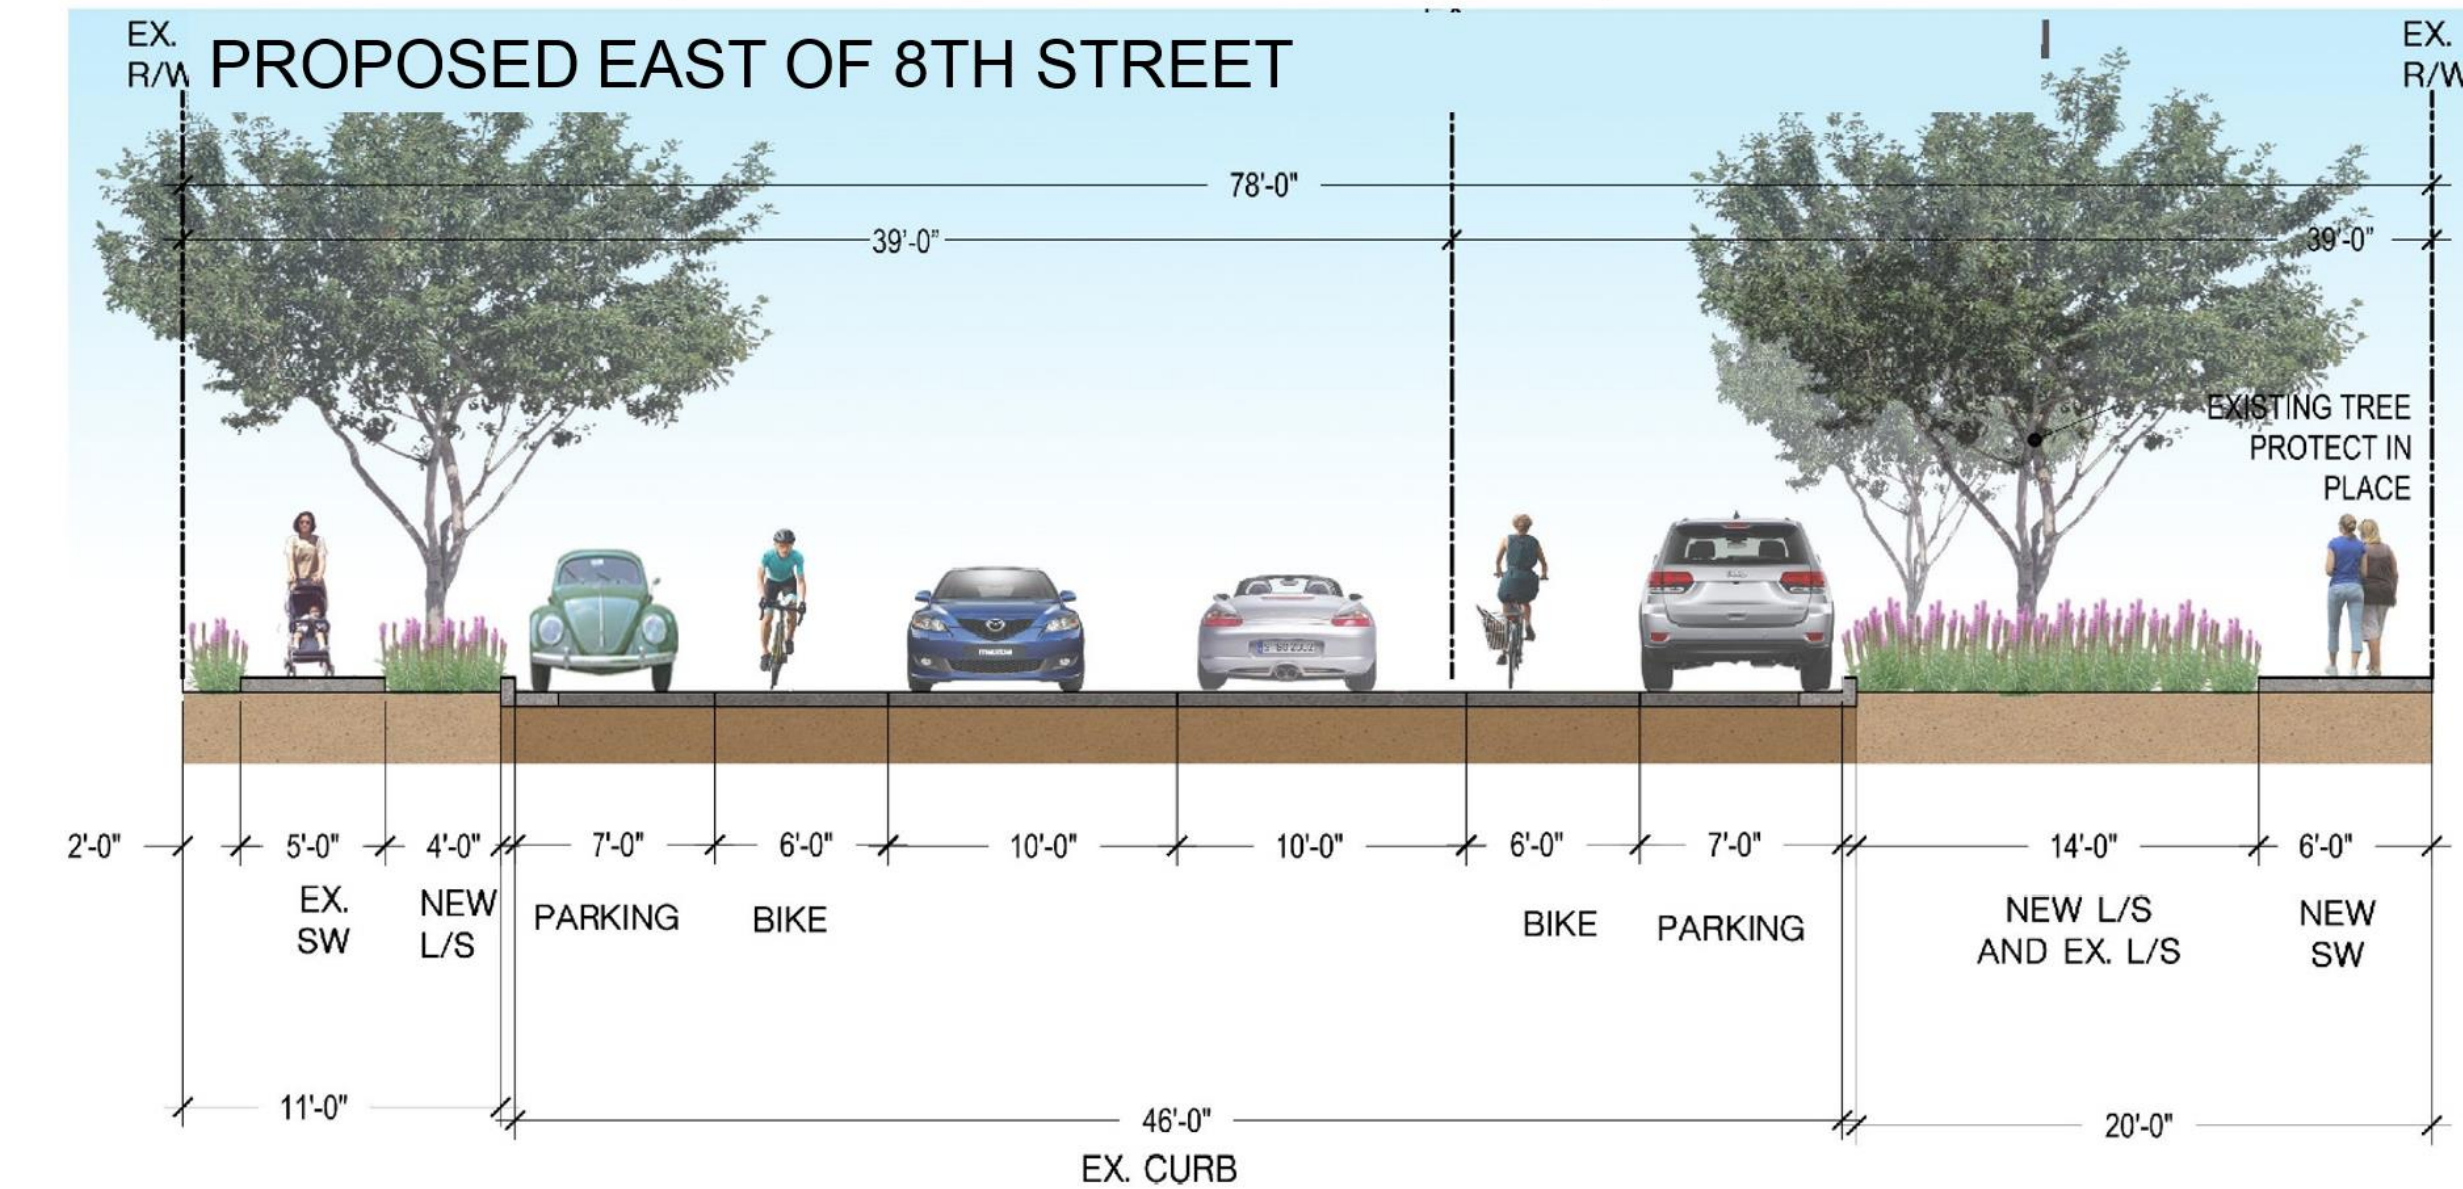 EX.
R/W
PROPOSED EAST OF 8TH STREET
EX.
R/W
78'-0"
39'-0"
39'-0"
EXISTING TREE
PROTECT IN
PLACE
mazda
2'-0" 5'-0" 4'-0" 7'-0" 6'-0" 10'-0" 10'-0" 6'-0" 7'-0" 14'-0" 6'-0"
EX.
SW
NEW
L/S
PARKING
BIKE
BIKE
PARKING
NEW L/S
AND EX. L/S
NEW
SW
11'-0"
46'-0"
20'-0"
EX. CURB